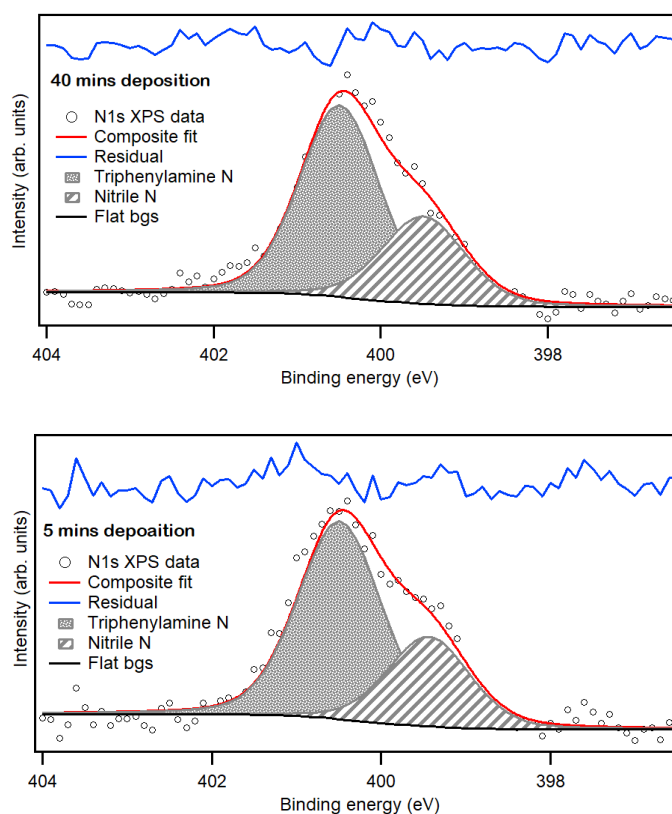 40 mins deposition
N1s XPS data
Composite fit
Residual
Triphenylamine N
Nitrile N
Flat bgs
Intensity (arb. units)
404
402
400
398
Binding energy (eV)
5 mins depoaition
N1s XPS data
Composite fit
Residual
Triphenylamine N
Nitrile N
Flat bgs
Intensity (arb. units)
404
402
400
398
Binding energy (eV)